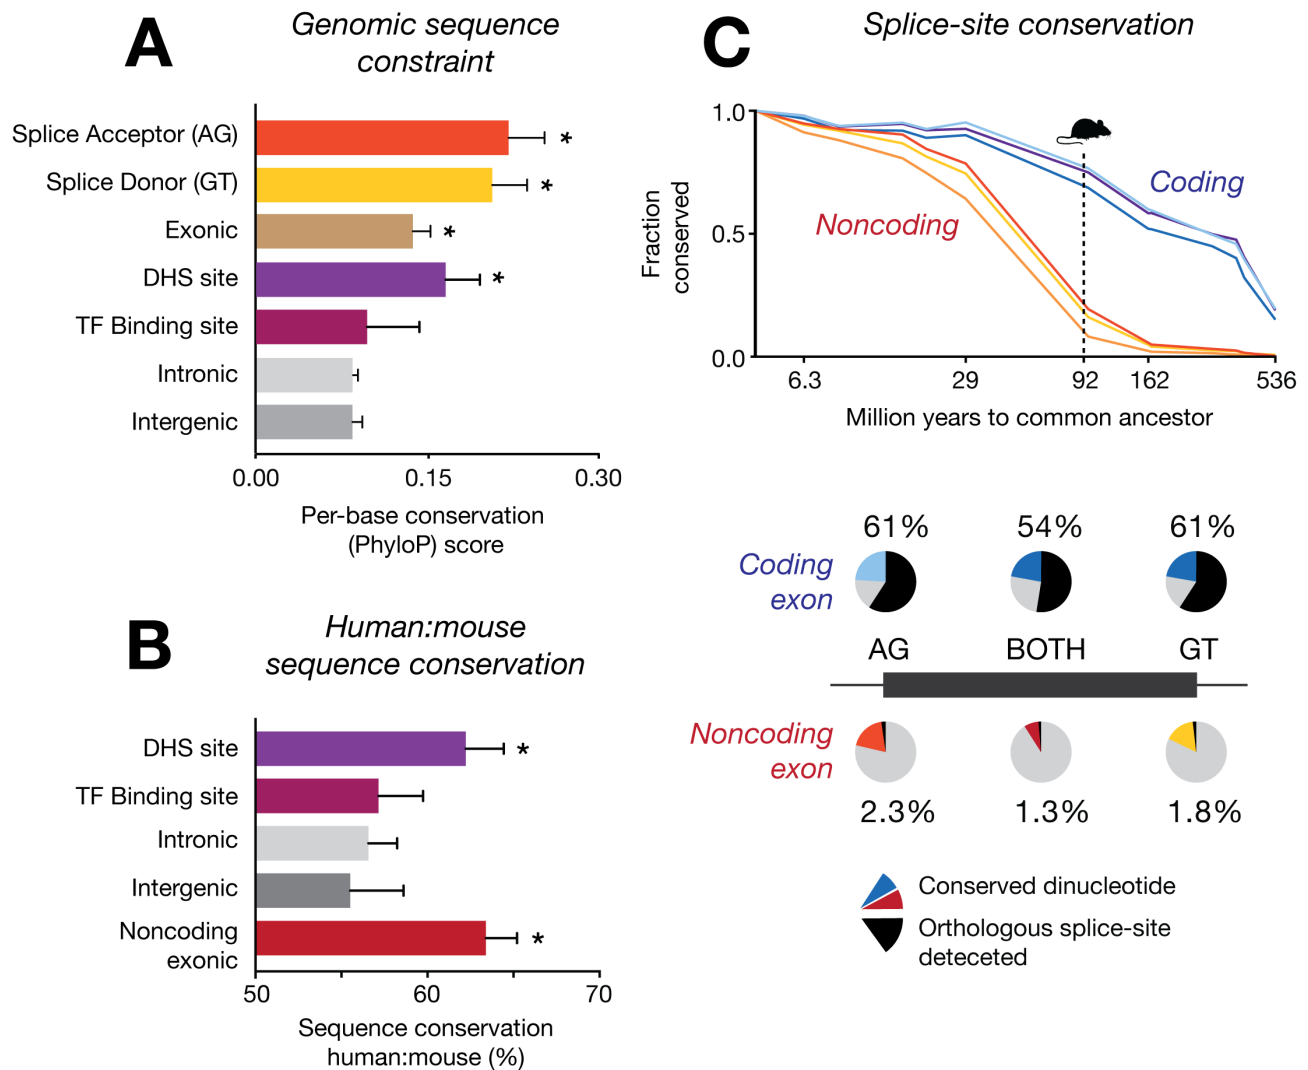 A
Genomic sequence
constraint
Splice Acceptor (AG)
*
Splice Donor (GT)
*
Exonic
*
DHS site
*
TF Binding site
Intronic
Intergenic
0.00
0.15
0.30
Per-base conservation
(PhyloP) score
B
Human:mouse
sequence conservation
DHS site
*
TF Binding site
Intronic
Intergenic
Noncoding
exonic
*
50
60
70
Sequence conservation
human:mouse (%)
C
Splice-site conservation
Fraction
conserved
1.0
0.5
0.0
Coding
Noncoding
6.3
29
92
162
536
Million years to common ancestor
61%
54%
61%
Coding
exon
AG
BOTH
GT
Noncoding
exon
2.3%
1.3%
1.8%
Conserved dinucleotide
Orthologous splice-site
deteceted